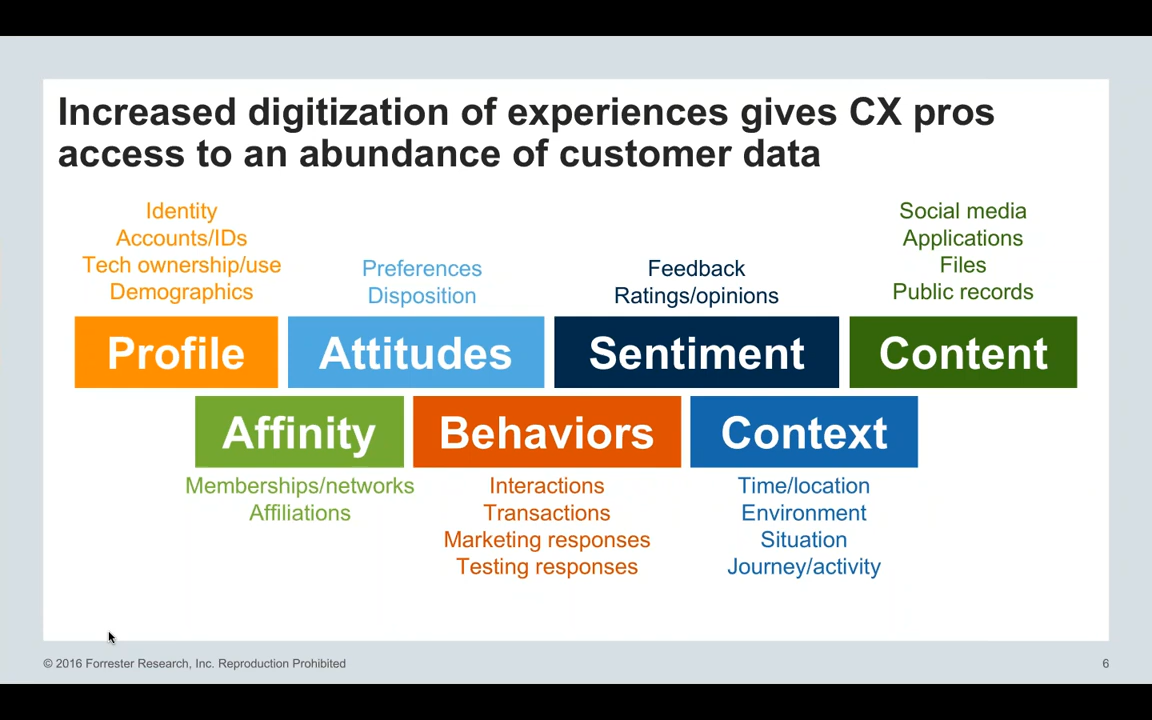 Increased digitization of experiences gives CX pros
access to an abundance of customer data
Identity
Accounts/IDs
Tech ownership/use
Demographics
Profile
Preferences
Disposition
Attitudes
Feedback
Ratings/opinions
Sentiment
Social media
Applications
Files
Public records
Content
Affinity
Memberships/networks
Affiliations
Behaviors
Interactions
Transactions
Marketing responses
Testing responses
Context
Time/location
Environment
Situation
Journey/activity
© 2016 Forrester Research, Inc. Reproduction Prohibited
6